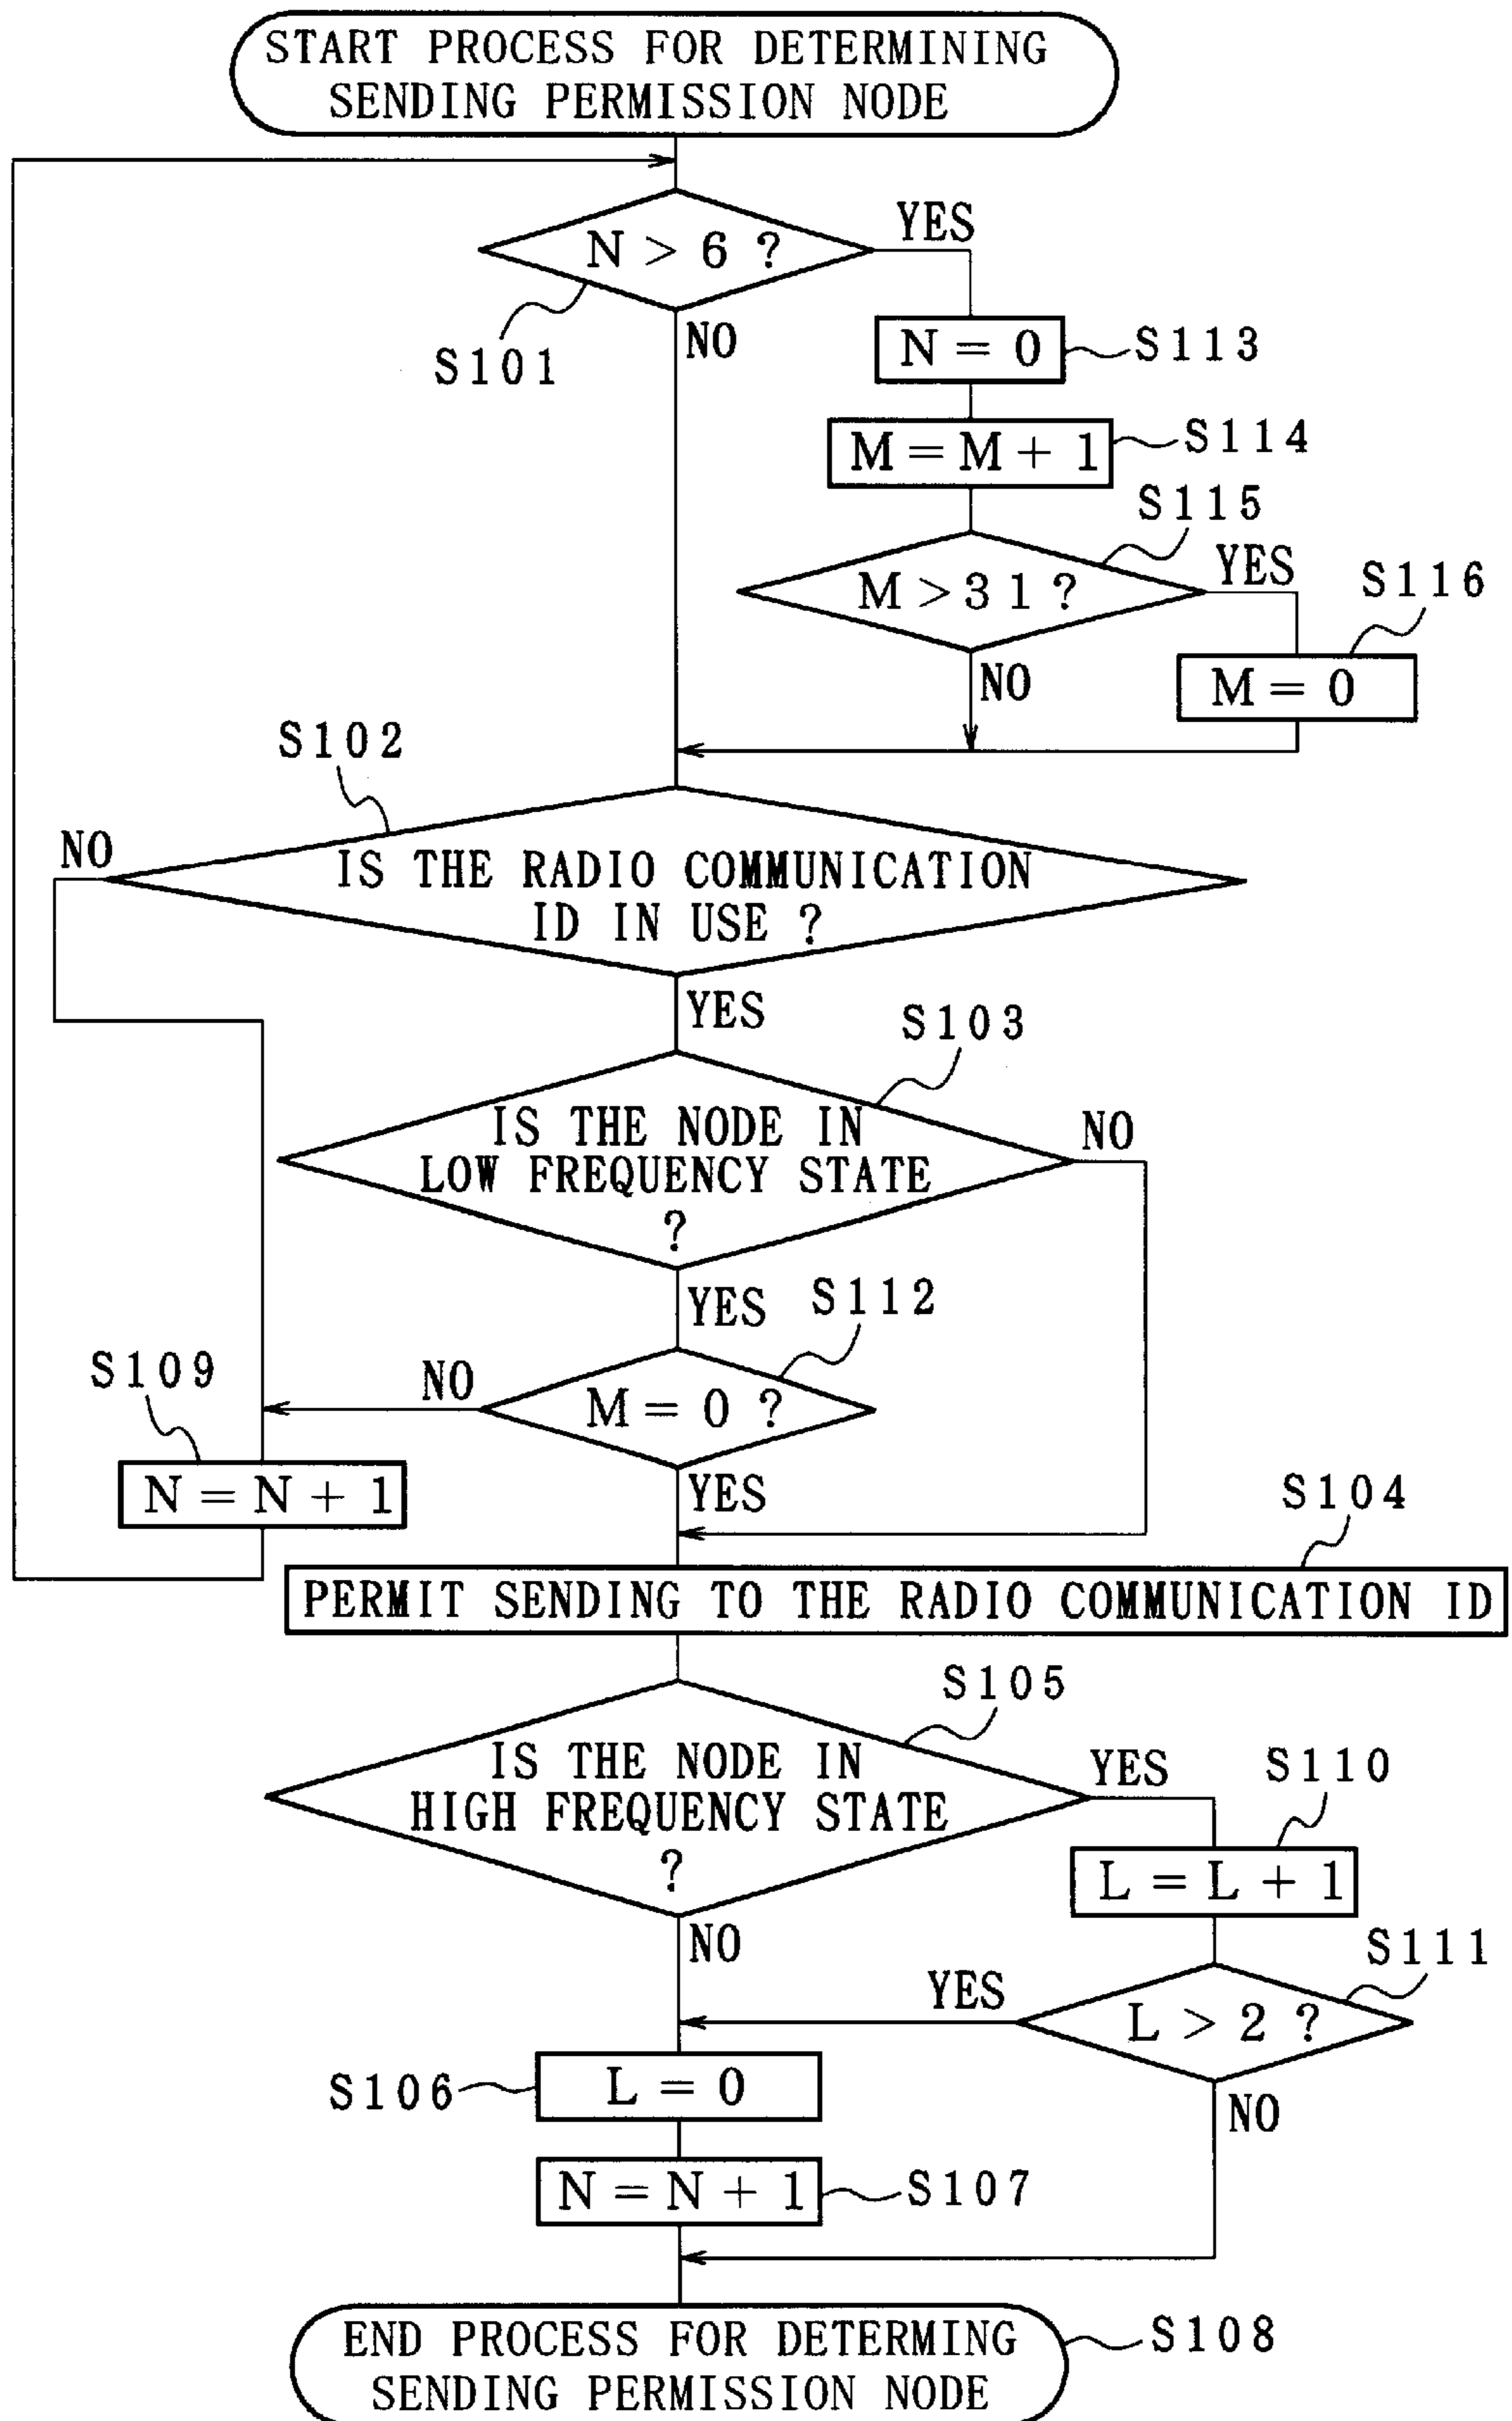 START PROCESS FOR DETERMINING
SENDING PERMISSION NODE
N > 6 ?
YES
S101
NO
N = 0
S113
M = M + 1
S114
S115
M > 31 ?
YES
S116
NO
M = 0
S102
NO
IS THE RADIO COMMUNICATION
ID IN USE ?
YES
S103
IS THE NODE IN
LOW FREQUENCY STATE
?
NO
YES
S112
S109
NO
M = 0 ?
N = N + 1
YES
S104
PERMIT SENDING TO THE RADIO COMMUNICATION ID
S105
IS THE NODE IN
HIGH FREQUENCY STATE
?
YES
S110
L = L + 1
NO
S111
YES
L > 2 ?
S106
L = 0
NO
N = N + 1
S107
END PROCESS FOR DETERMING
SENDING PERMISSION NODE
S108